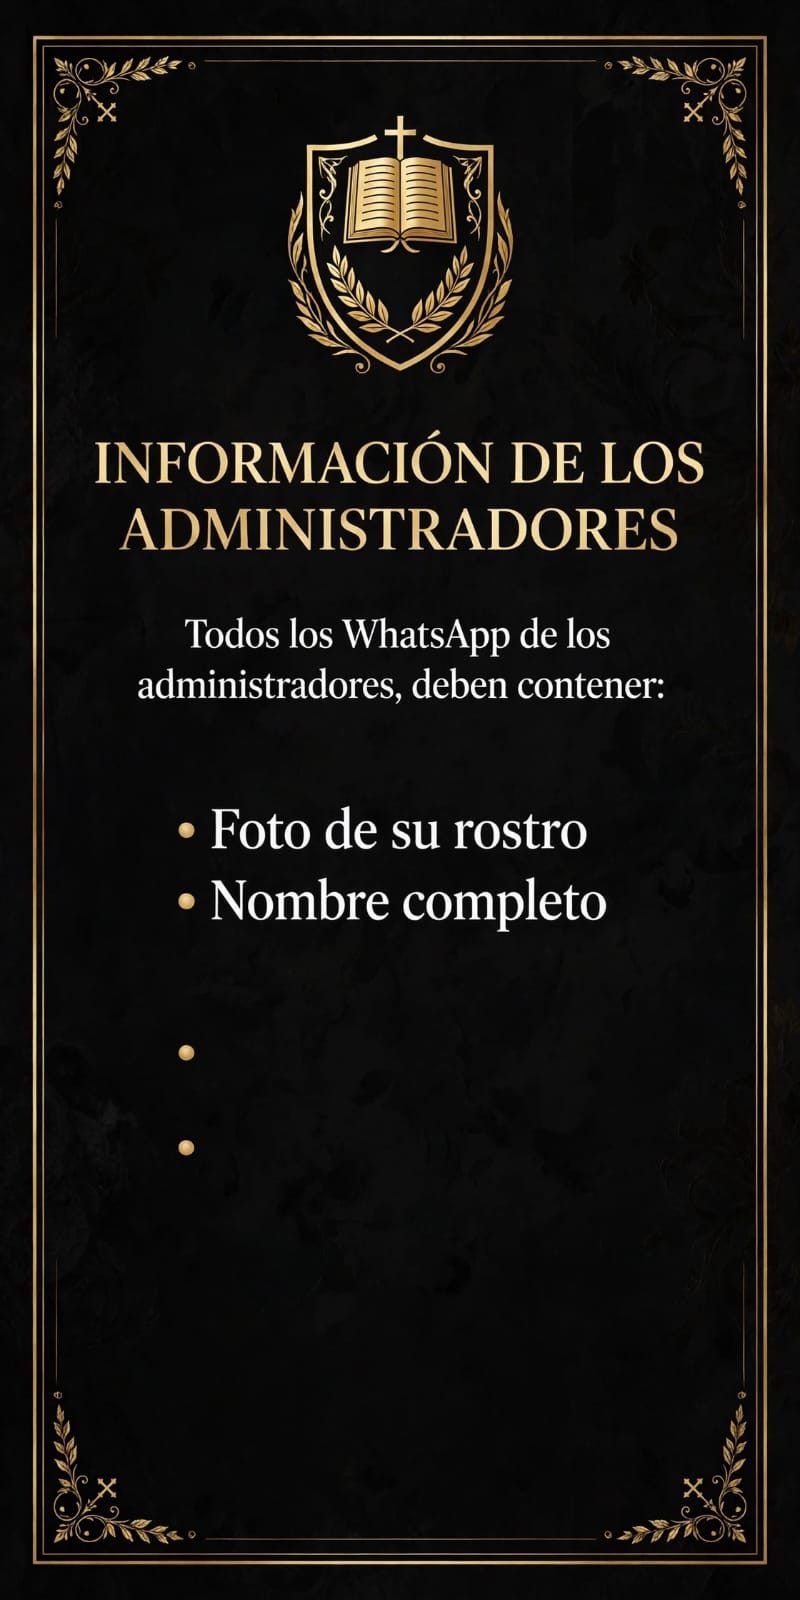 INFORMACIÓN DE LOS
ADMINISTRADORES
Todos los WhatsApp de los
administradores, deben contener:
• Foto de su rostro
• Nombre completo
•
•